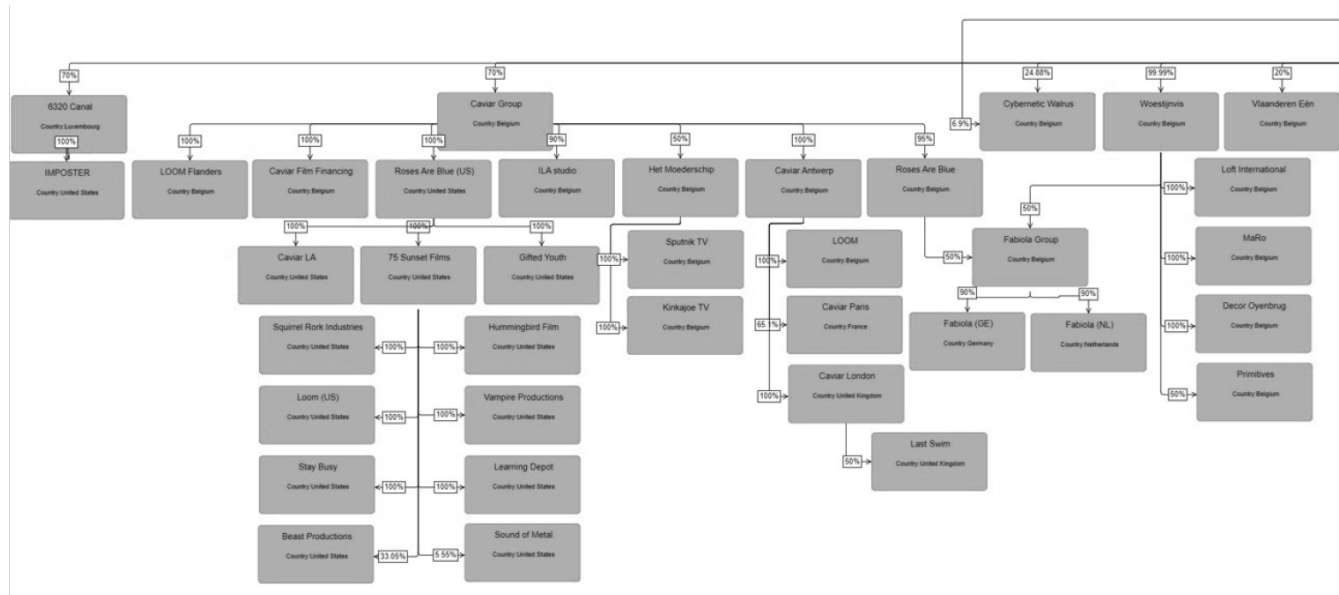 70%
70%
24.88%
99.99%
20%
6320 Canal
Country:Luxembourg
Caviar Group
Country:Belgium
Cybernetic Walrus
Country:Belgium
Woestijnvis
Country:Belgium
Vlaanderen Eén
Country:Belgium
6.9%
100%
100%
100%
100%
90%
50%
100%
95%
IMPOSTER
Country:United States
LOOM Flanders
Country:Belgium
Caviar Film Financing
Country:Belgium
Roses Are Blue (US)
Country:United States
ILA studio
Country:Belgium
Het Moederschip
Country:Belgium
Caviar Antwerp
Country:Belgium
Roses Are Blue
Country:Belgium
Loft International
Country:Belgium
100%
50%
100%
100%
100%
Caviar LA
Country:United States
75 Sunset Films
Country:United States
Gifted Youth
Country:United States
Sputnik TV
Country:Belgium
100%
LOOM
Country:Belgium
100%
Fabiola Group
Country:Belgium
50%
MaRo
Country:Belgium
100%
Kinkajoe TV
Country:Belgium
100%
Caviar Paris
Country:France
65.1%
90%
90%
Fabiola (GE)
Country:Germany
Fabiola (NL)
Country:Netherlands
Decor Oyenbrug
Country:Belgium
100%
Squirrel Rork Industries
Country:United States
100%
Hummingbird Film
Country:United States
100%
Caviar London
Country:United Kingdom
100%
Primitives
Country:Belgium
50%
Loom (US)
Country:United States
100%
Vampire Productions
Country:United States
100%
Last Swim
Country:United Kingdom
50%
Stay Busy
Country:United States
100%
Learning Depot
Country:United States
100%
Beast Productions
Country:United States
33.05%
Sound of Metal
Country:United States
5.55%